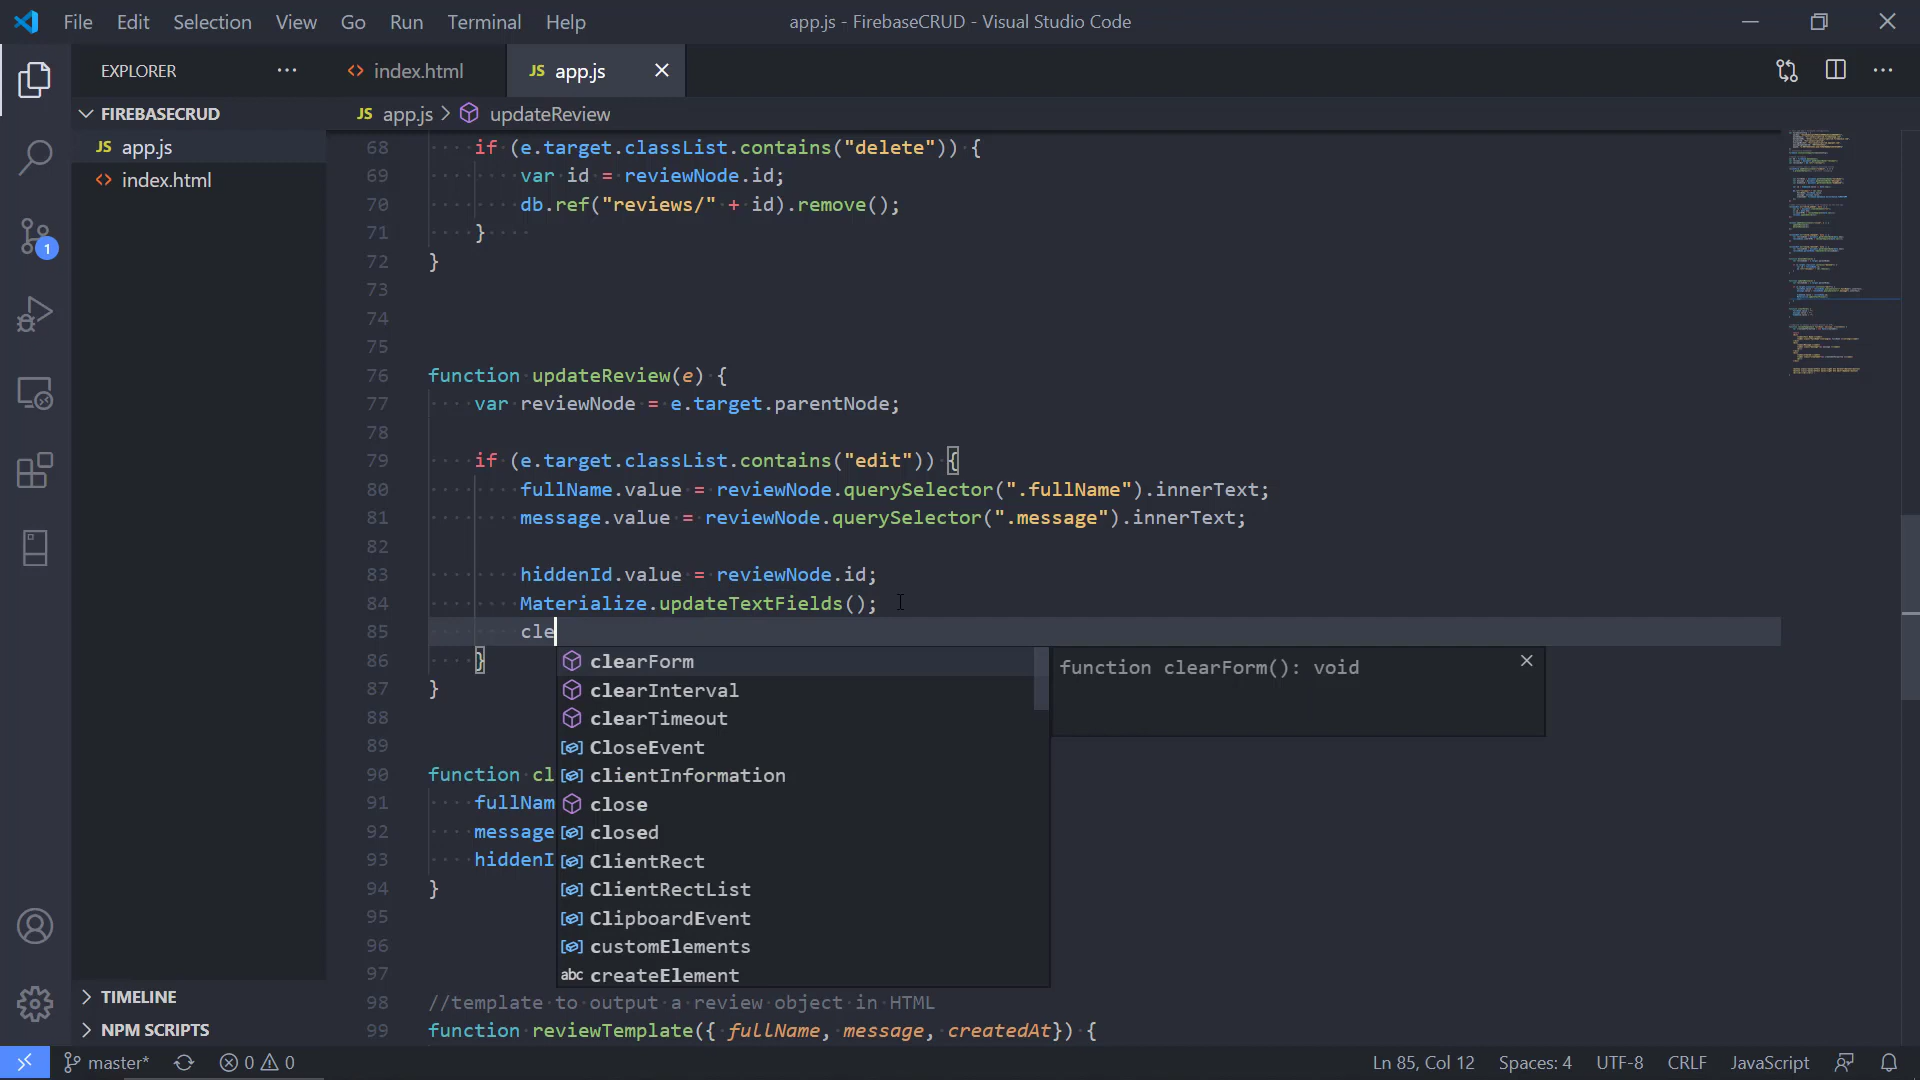 File Edit Selection View Go Run Terminal Help
app.js - FirebaseCRUD - Visual Studio Code
EXPLORER
FIREBASECRUD
JS app.js
<> index.html
TIMELINE
NPM SCRIPTS
<> index.html
JS app.js
JS app.js > updateReview
68 if (e.target.classList.contains("delete")) {
69 var id = reviewNode.id;
70 db.ref("reviews/" + id).remove();
71 }
72 }
73
74
75
76 function updateReview(e) {
77 var reviewNode = e.target.parentNode;
78
79 if (e.target.classList.contains("edit")) {
80 fullName.value = reviewNode.querySelector(".fullName").innerText;
81 message.value = reviewNode.querySelector(".message").innerText;
82
83 hiddenId.value = reviewNode.id;
84 Materialize.updateTextFields();
85 cle
86 }
87 }
88
89
90 function cl
91 fullNam
92 message
93 hiddenI
94 }
95
96
97
98 //template to output a review object in HTML
99 function reviewTemplate({ fullName, message, createdAt}) {
clearForm
clearInterval
clearTimeout
CloseEvent
clientInformation
close
closed
ClientRect
ClientRectList
ClipboardEvent
customElements
abc createElement
function clearForm(): void
1
master* 0 0
Ln 85, Col 12 Spaces: 4 UTF-8 CRLF JavaScript